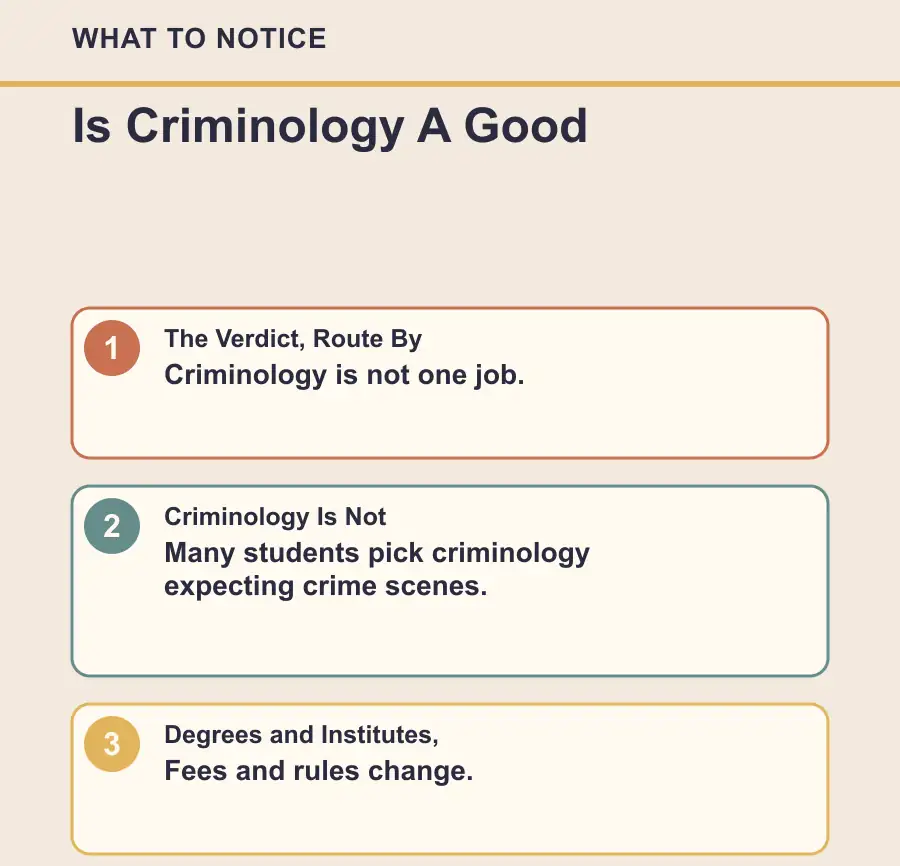 WHAT TO NOTICE
Is Criminology A Good
1
The Verdict, Route By
Criminology is not one job.
2
Criminology Is Not
Many students pick criminology
expecting crime scenes.
3
Degrees and Institutes,
Fees and rules change.